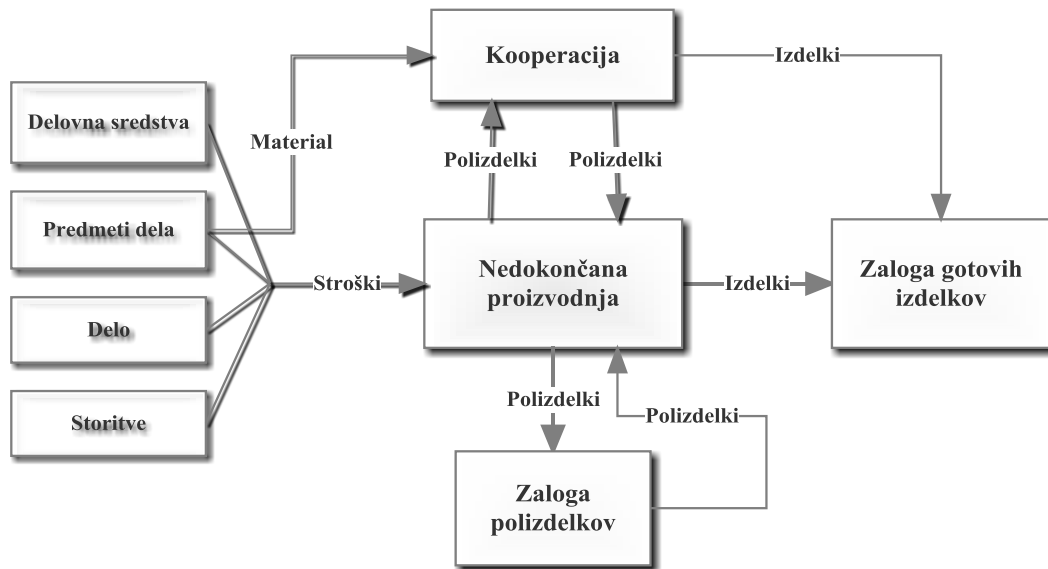 Kooperacija
Izdelki
Delovna sredstva
Material
Polizdelki
Polizdelki
Predmeti dela
Nedokončana
proizvodnja
Zaloga gotovih
izdelkov
Stroški
Izdelki
Delo
Storitve
Polizdelki
Polizdelki
Zaloga
polizdelkov